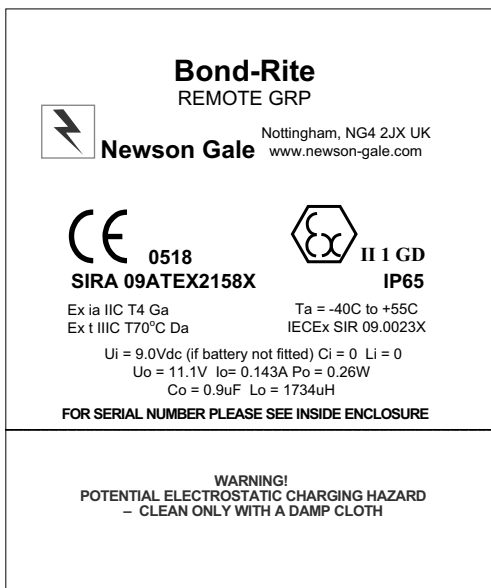 Bond-Rite
REMOTE GRP
Newson Gale
Nottingham, NG4 2JX UK
www.newson-gale.com
CE 0518
SIRA 09ATEX2158X
Ex II 1 GD
IP65
Ex ia IIC T4 Ga
Ex t IIIC T70°C Da
Ta = -40C to +55C
IECEx SIR 09.0023X
Ui = 9.0Vdc (if battery not fitted) Ci = 0 Li = 0
Uo = 11.1V Io= 0.143A Po = 0.26W
Co = 0.9uF Lo = 1734uH
FOR SERIAL NUMBER PLEASE SEE INSIDE ENCLOSURE
WARNING!
POTENTIAL ELECTROSTATIC CHARGING HAZARD
– CLEAN ONLY WITH A DAMP CLOTH